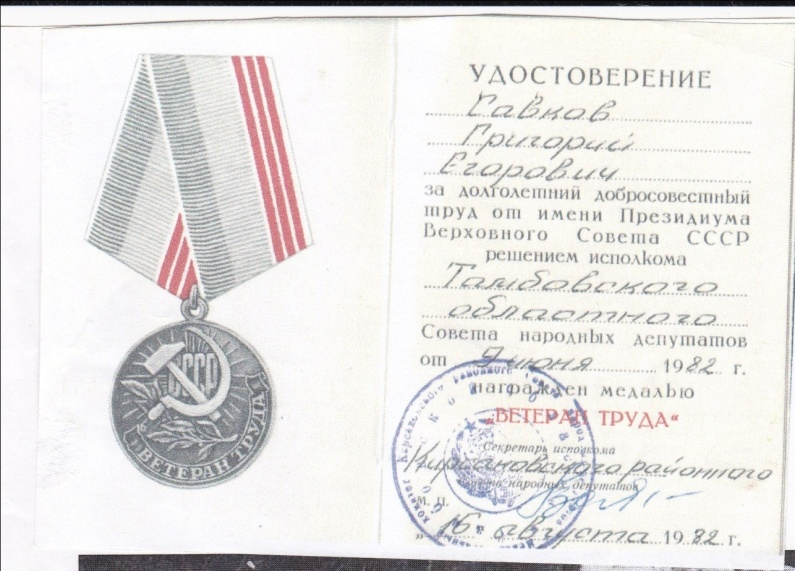 СССР
ВЕТЕРАН ТРУДА
УДОСТОВЕРЕНИЕ
Савков
Григорий
Егорович
за долголетний добросовестный
труд от имени Президиума
Верховного Совета СССР
решением исполкома
Тамбовского
областного
Совета народных депутатов
от 9 июня 1982 г.
награжден медалью
„ВЕТЕРАН ТРУДА“
Секретарь исполкома
Кирсановского районного
Совета народных депутатов
М. П.
„16“ августа 1982 г.